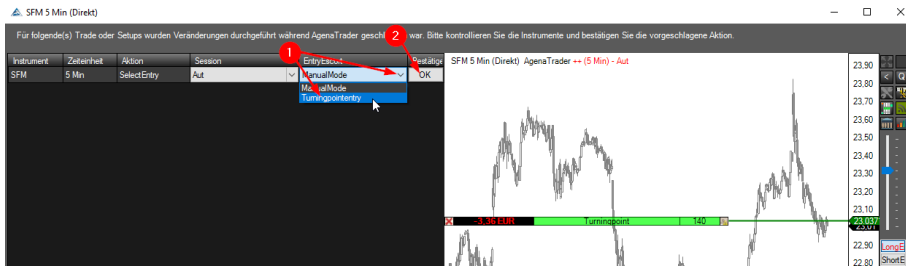 SFM 5 Min (Direkt)
Für folgende(s) Trade oder Setups wurden Veränderungen durchgeführt während AgenaTrader war. Bitte kontrollieren Sie die Instrumente und bestätigen Sie die vorgeschlagene Aktion.
1
2
Instrument Zeiteinheit Aktion Session EntryEscort Bestätige
SFM 5 Min SelectEntry Aut ManualMode OK
ManualMode
Turningpointentry
SFM 5 Min (Direkt) AgenaTrader ++ (5 Min) - Aut
23.90
23.80
23.70
23.60
23.50
23.40
23.30
23.20
23.10
-3,36 EUR Turningpoint 140
23.037
23,01
22.90
22.80
LongE
ShortE